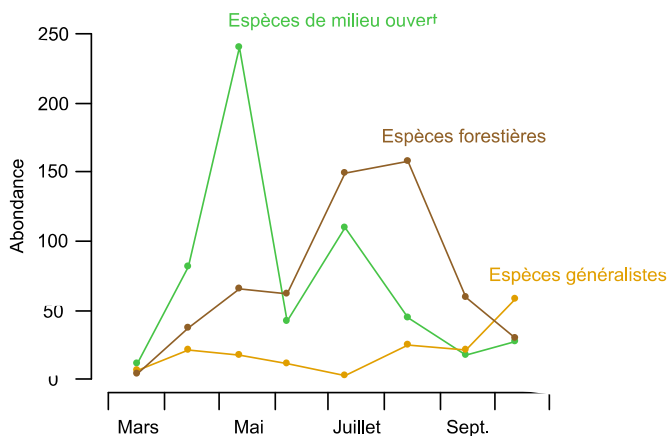 Espèces de milieu ouvert
250
200
Espèces forestières
150
Abondance
100
Espèces généralistes
50
0
Mars Mai Juillet Sept.